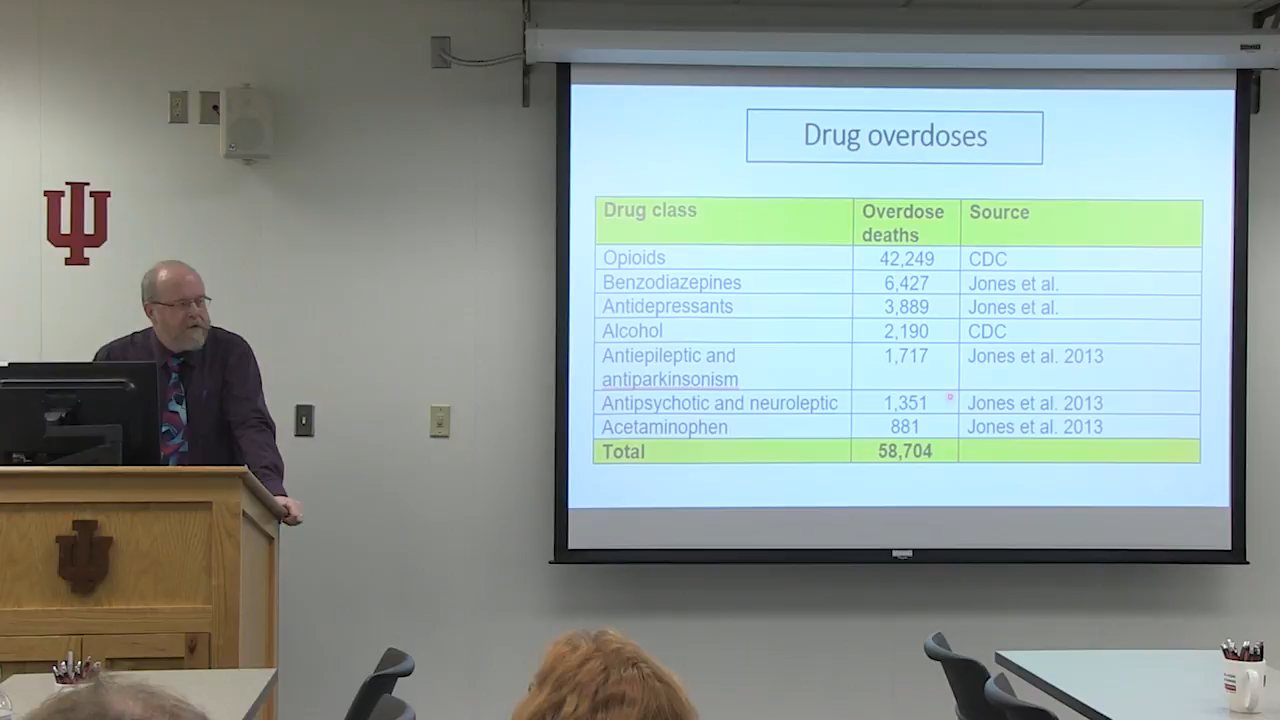 Drug overdoses
Drug class Overdose deaths Source
Opioids 42,249 CDC
Benzodiazepines 6,427 Jones et al.
Antidepressants 3,889 Jones et al.
Alcohol 2,190 CDC
Antiepileptic and antiparkinsonism 1,717 Jones et al. 2013
Antipsychotic and neuroleptic 1,351 Jones et al. 2013
Acetaminophen 881 Jones et al. 2013
Total 58,704